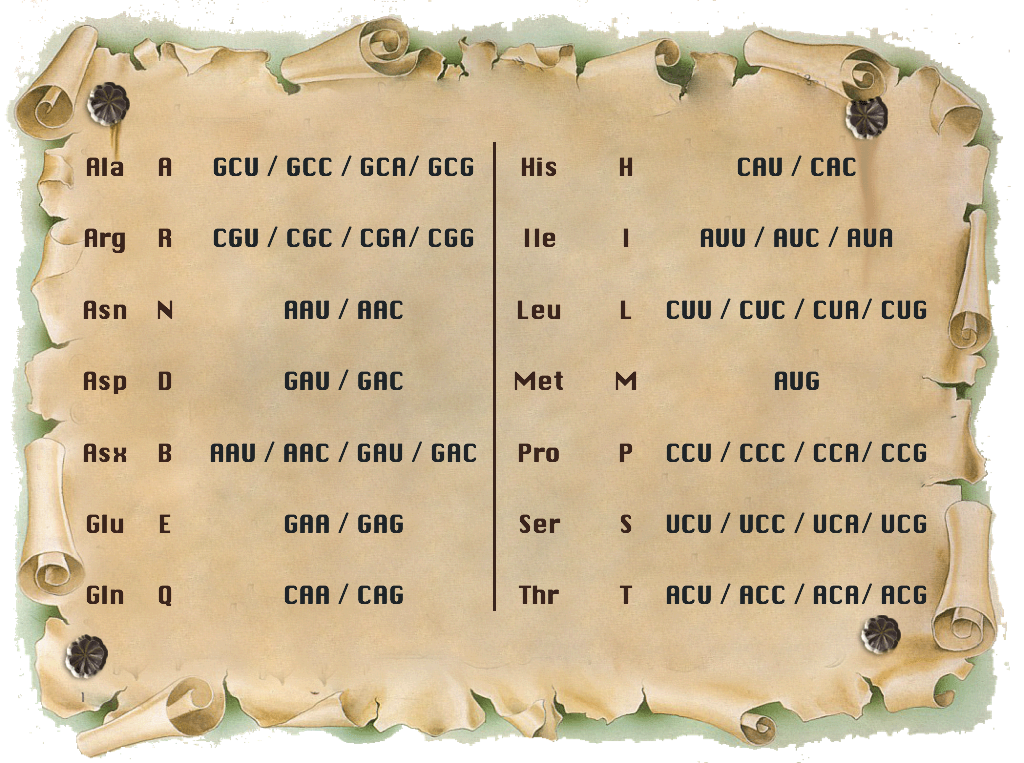 Ala A GCU / GCC / GCA/ GCG
Arg R CGU / CGC / CGA/ CGG
Asn N AAU / AAC
Asp D GAU / GAC
Asx B AAU / AAC / GAU / GAC
Glu E GAA / GAG
Gln Q CAA / CAG
His H CAU / CAC
Ile I AUU / AUC / AUA
Leu L CUU / CUC / CUA/ CUG
Met M AUG
Pro P CCU / CCC / CCA/ CCG
Ser S UCU / UCC / UCA/ UCG
Thr T ACU / ACC / ACA/ ACG